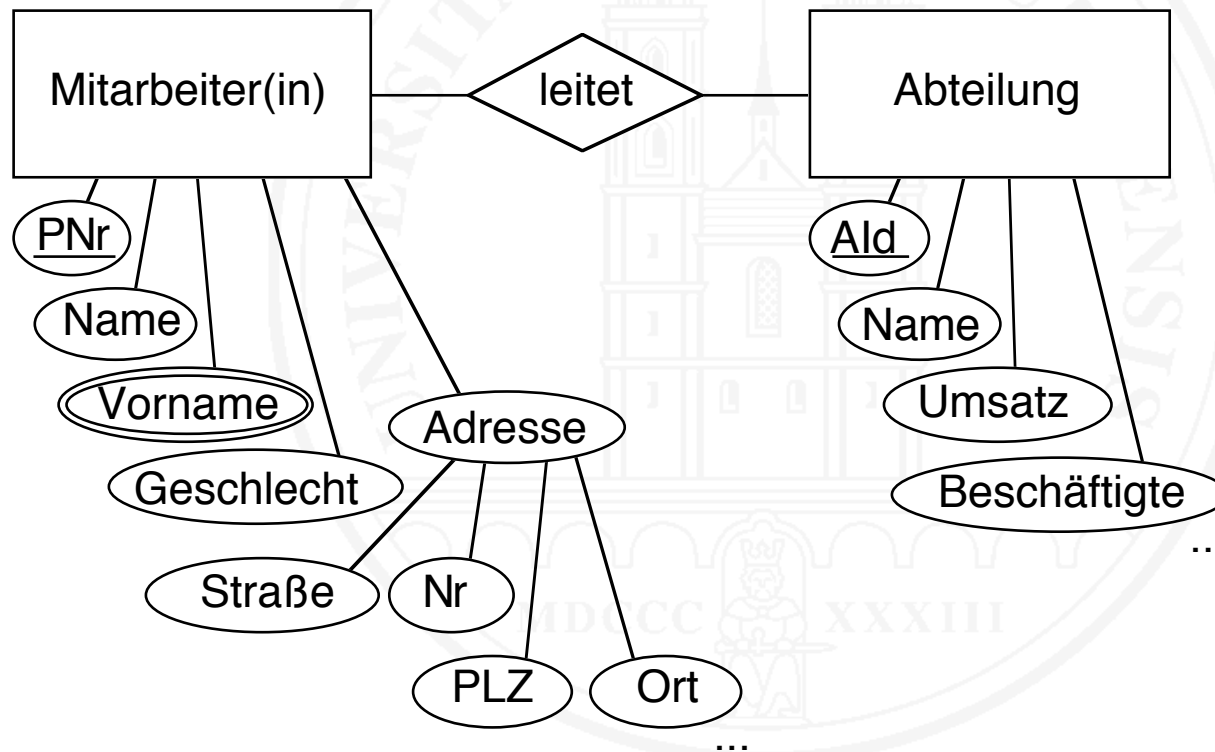 Mitarbeiter(in)
leitet
Abteilung
PNr
AId
Name
Name
Vorname
Umsatz
Adresse
Geschlecht
Beschäftigte
...
Straße
Nr
MDCCC XXXIII
PLZ
Ort
...